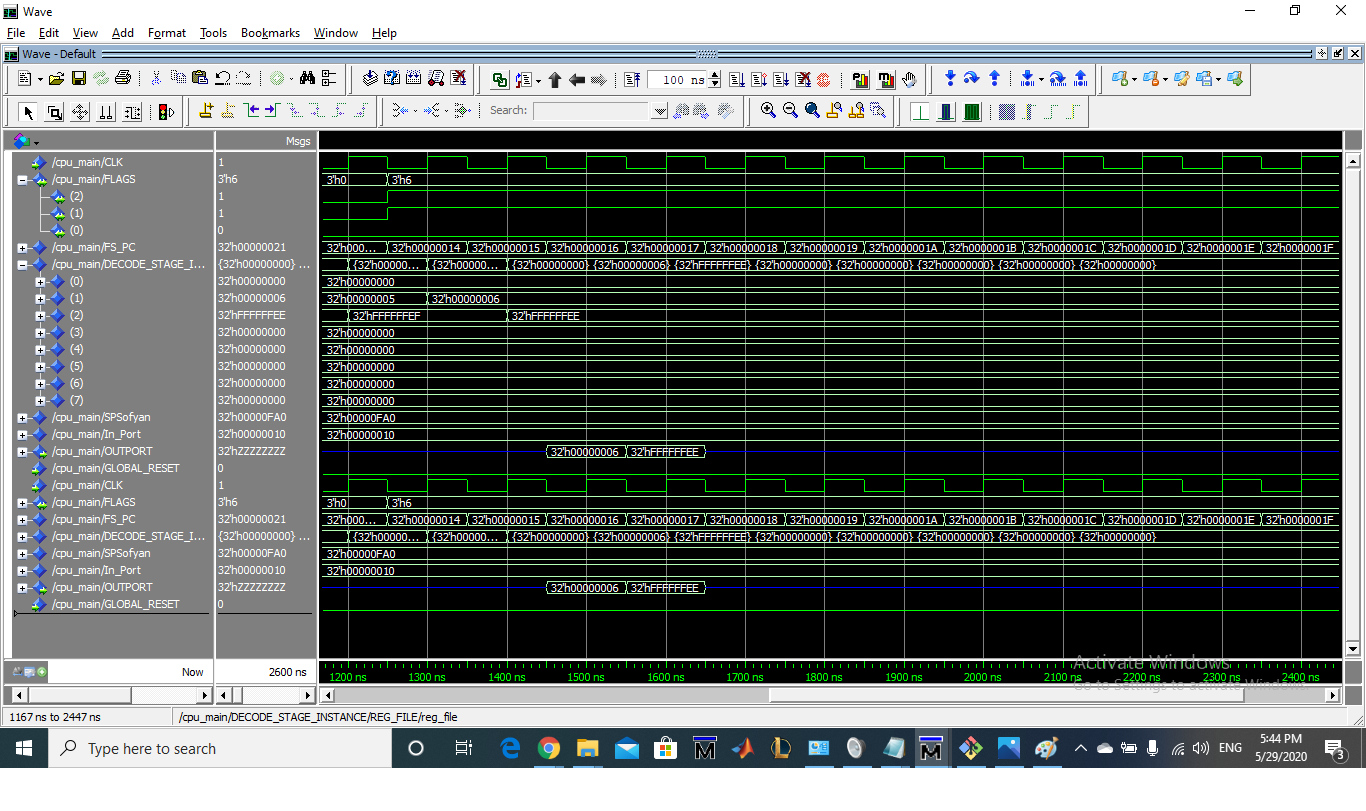 Wave
File Edit View Add Format Tools Bookmarks Window Help
Wave - Default
100 ns
Search:
Msgs
/cpu_main/CLK 1
/cpu_main/FLAGS 3'h6 3'h0 3'h6
(2) 1
(1) 1
(0) 0
/cpu_main/FS_PC 32'h00000021 32'h000... 32'h00000014 32'h00000015 32'h00000016 32'h00000017 32'h00000018 32'h00000019 32'h0000001A 32'h0000001B 32'h0000001C 32'h0000001D 32'h0000001E 32'h0000001F
/cpu_main/DECODE_STAGE_I... {32'h00000000} ... {32'h00000... {32'h00000... {32'h00000000} {32'h00000006} {32'hFFFFFFEE} {32'h00000000} {32'h00000000} {32'h00000000} {32'h00000000} {32'h00000000}
(0) 32'h00000000 32'h00000000
(1) 32'h00000006 32'h00000005 32'h00000006
(2) 32'hFFFFFFEE 32'hFFFFFFEF 32'hFFFFFFEE
(3) 32'h00000000 32'h00000000
(4) 32'h00000000 32'h00000000
(5) 32'h00000000 32'h00000000
(6) 32'h00000000 32'h00000000
(7) 32'h00000000 32'h00000000
/cpu_main/SPSofyan 32'h00000FA0 32'h00000FA0
/cpu_main/In_Port 32'h00000010 32'h00000010
/cpu_main/OUTPORT 32'hZZZZZZZZ 32'h00000006 32'hFFFFFFEE
/cpu_main/GLOBAL_RESET 0
/cpu_main/CLK 1
/cpu_main/FLAGS 3'h6 3'h0 3'h6
/cpu_main/FS_PC 32'h00000021 32'h000... 32'h00000014 32'h00000015 32'h00000016 32'h00000017 32'h00000018 32'h00000019 32'h0000001A 32'h0000001B 32'h0000001C 32'h0000001D 32'h0000001E 32'h0000001F
/cpu_main/DECODE_STAGE_I... {32'h00000000} ... {32'h00000... {32'h00000... {32'h00000000} {32'h00000006} {32'hFFFFFFEE} {32'h00000000} {32'h00000000} {32'h00000000} {32'h00000000} {32'h00000000}
/cpu_main/SPSofyan 32'h00000FA0 32'h00000FA0
/cpu_main/In_Port 32'h00000010 32'h00000010
/cpu_main/OUTPORT 32'hZZZZZZZZ 32'h00000006 32'hFFFFFFEE
/cpu_main/GLOBAL_RESET 0
Activate Windows
Now 2600 ns 1200 ns 1300 ns 1400 ns 1500 ns 1600 ns 1700 ns 1800 ns 1900 ns 2000 ns 2100 ns 2200 ns 2300 ns 2400 ns
Go to Settings to activate Windows.
1167 ns to 2447 ns /cpu_main/DECODE_STAGE_INSTANCE/REG_FILE/reg_file
Type here to search
ENG
5:44 PM
5/29/2020
3